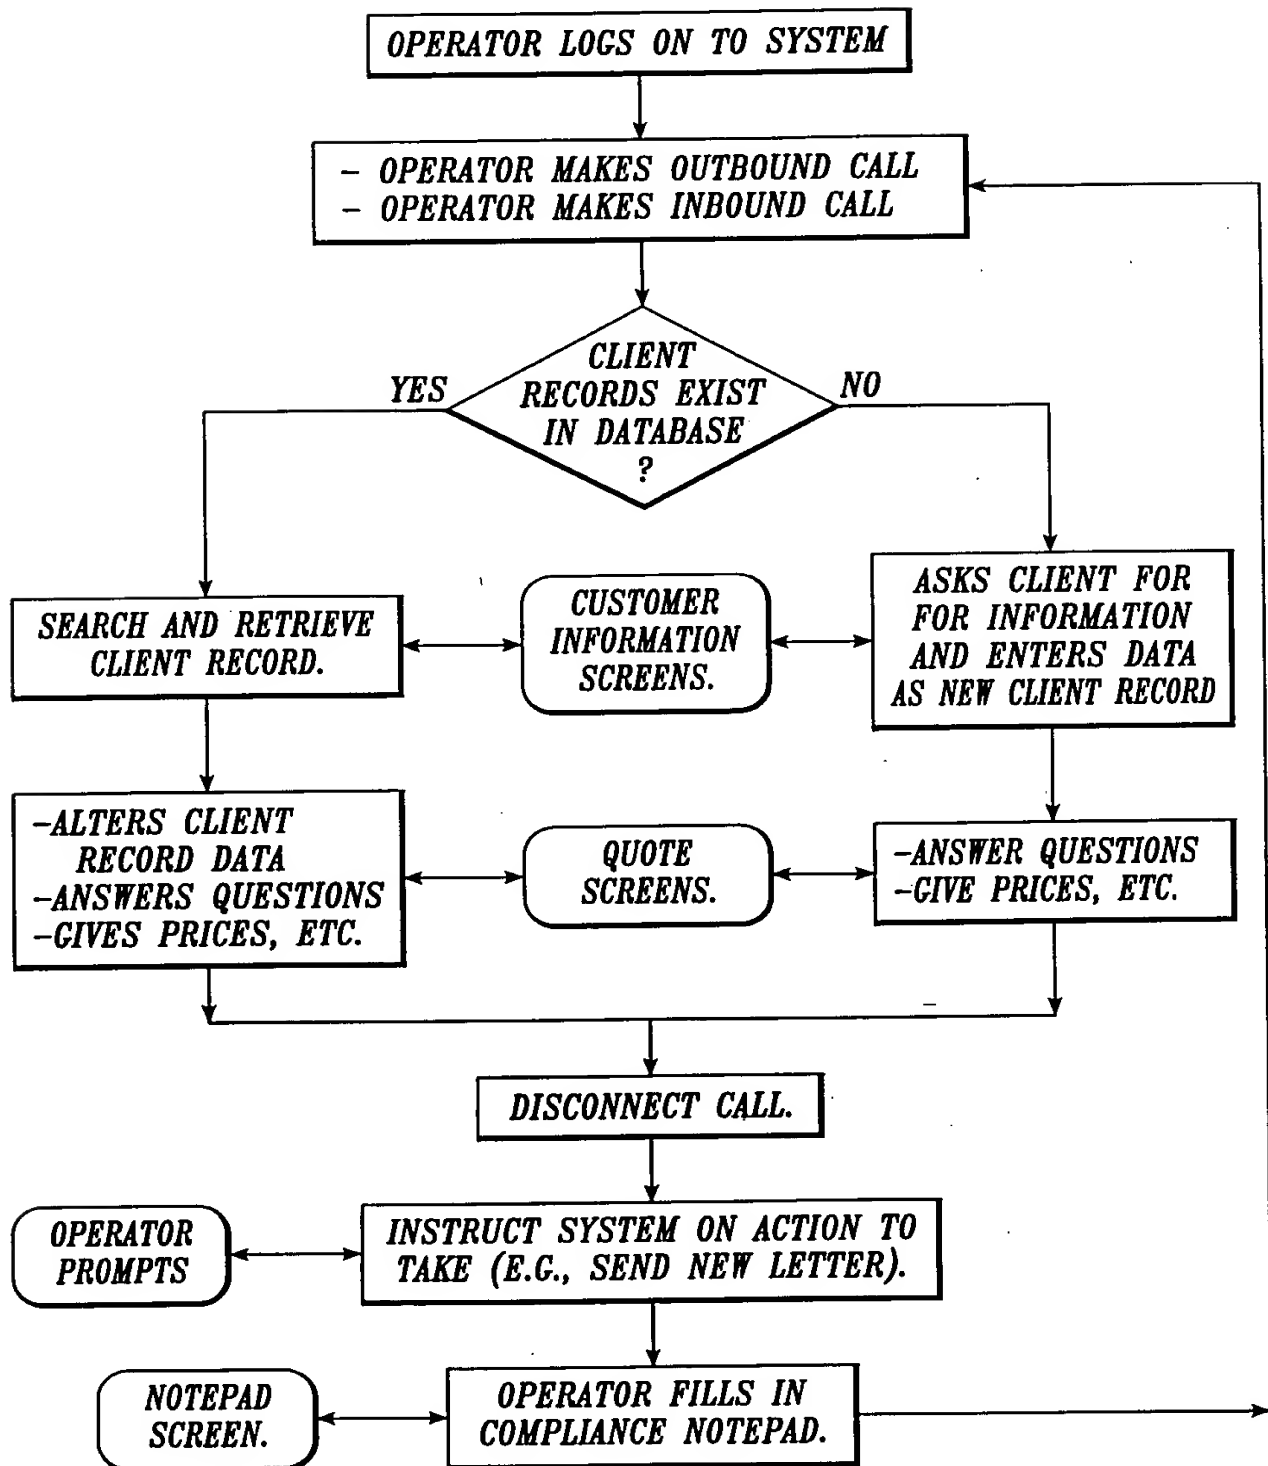 OPERATOR LOGS ON TO SYSTEM
- OPERATOR MAKES OUTBOUND CALL
- OPERATOR MAKES INBOUND CALL
CLIENT
RECORDS EXIST
IN DATABASE
?
YES
NO
SEARCH AND RETRIEVE
CLIENT RECORD.
CUSTOMER
INFORMATION
SCREENS.
ASKS CLIENT FOR
FOR INFORMATION
AND ENTERS DATA
AS NEW CLIENT RECORD
-ALTERS CLIENT
RECORD DATA
-ANSWERS QUESTIONS
-GIVES PRICES, ETC.
QUOTE
SCREENS.
-ANSWER QUESTIONS
-GIVE PRICES, ETC.
DISCONNECT CALL.
OPERATOR
PROMPTS
INSTRUCT SYSTEM ON ACTION TO
TAKE (E.G., SEND NEW LETTER).
NOTEPAD
SCREEN.
OPERATOR FILLS IN
COMPLIANCE NOTEPAD.